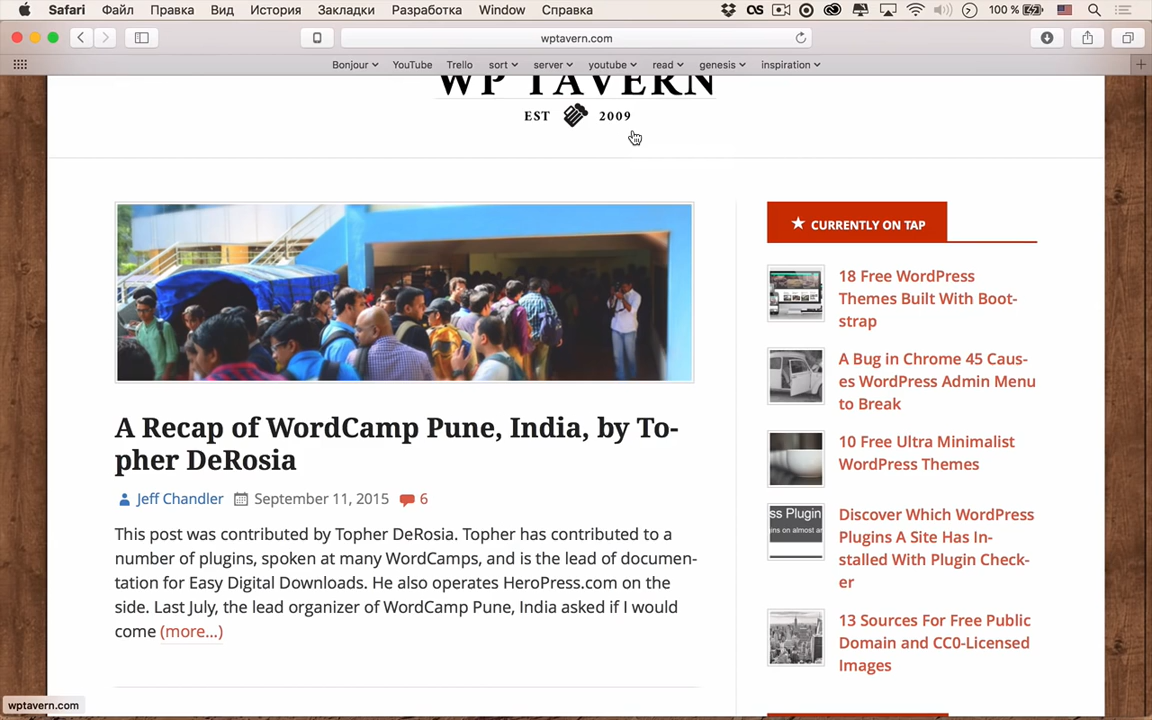 Safari Файл Правка Вид История Закладки Разработка Window Справка 100 %
wptavern.com
Bonjour YouTube Trello sort server youtube read genesis inspiration
WP TAVERN
EST 2009
CURRENTLY ON TAP
18 Free WordPress
Themes Built With Boot-
strap
A Bug in Chrome 45 Caus-
es WordPress Admin Menu
to Break
10 Free Ultra Minimalist
WordPress Themes
ss Plugin
Discover Which WordPress
Plugins A Site Has In-
stalled With Plugin Check-
er
13 Sources For Free Public
Domain and CC0-Licensed
Images
A Recap of WordCamp Pune, India, by To-
pher DeRosia
Jeff Chandler September 11, 2015 6
This post was contributed by Topher DeRosia. Topher has contributed to a
number of plugins, spoken at many WordCamps, and is the lead of documen-
tation for Easy Digital Downloads. He also operates HeroPress.com on the
side. Last July, the lead organizer of WordCamp Pune, India asked if I would
come (more...)
wptavern.com